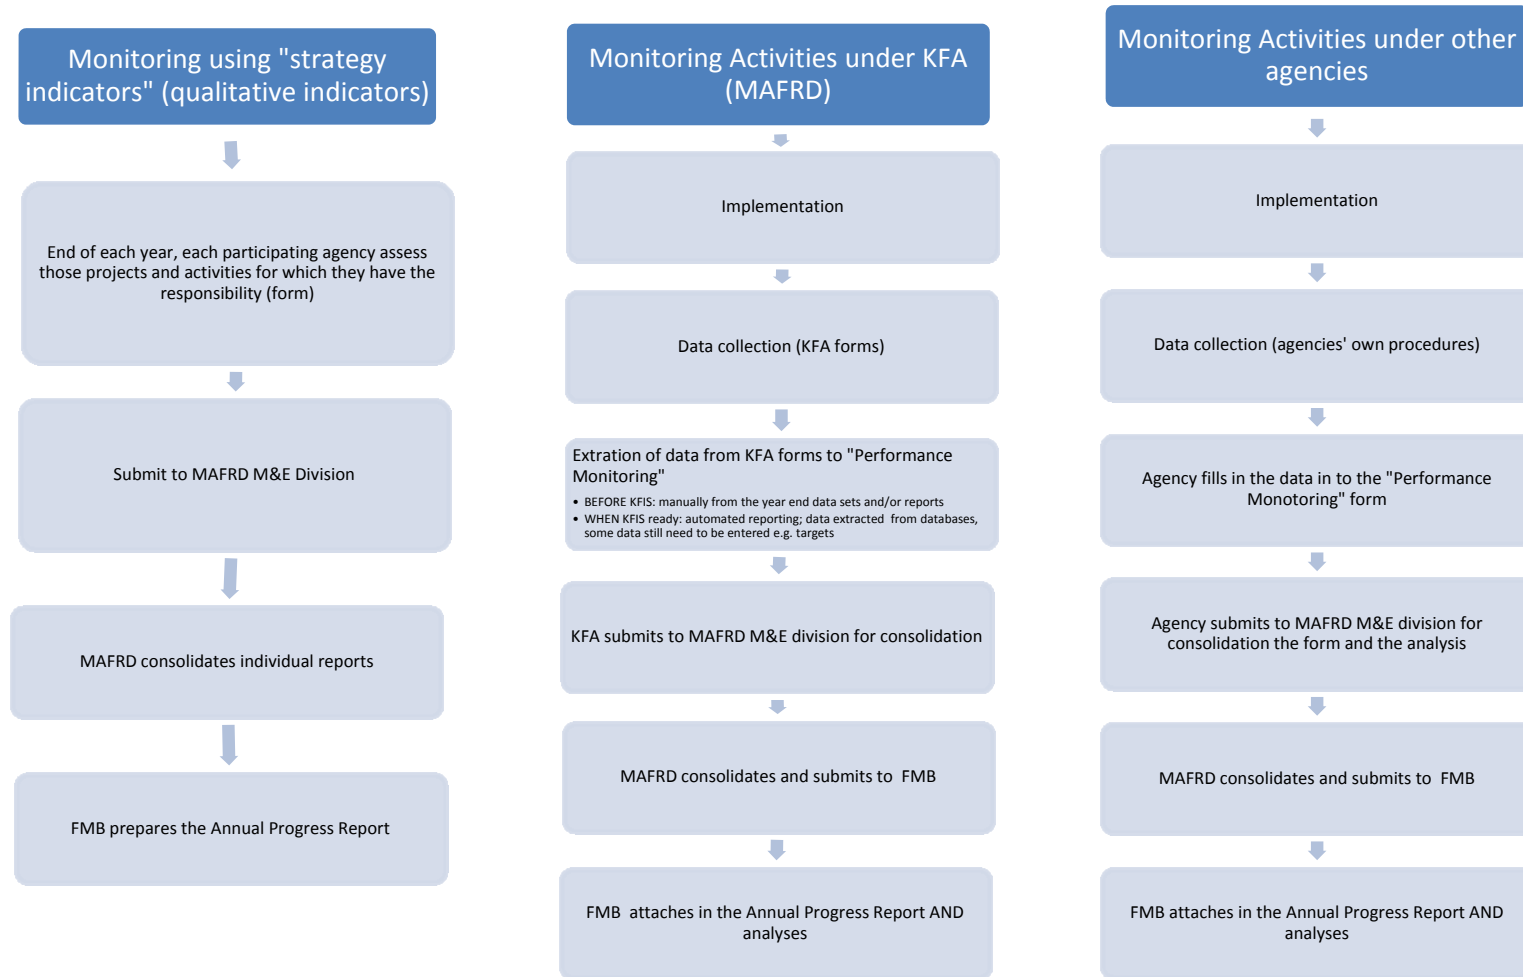 Monitoring using "strategy
indicators" (qualitative indicators)
End of each year, each participating agency assess
those projects and activities for which they have the
responsibility (form)
Submit to MAFRD M&E Division
MAFRD consolidates individual reports
FMB prepares the Annual Progress Report
Monitoring Activities under KFA
(MAFRD)
Implementation
Data collection (KFA forms)
Extration of data from KFA forms to "Performance
Monitoring"
• BEFORE KFIS: manually from the year end data sets and/or reports
• WHEN KFIS ready: automated reporting; data extracted from databases,
some data still need to be entered e.g. targets
KFA submits to MAFRD M&E division for consolidation
MAFRD consolidates and submits to FMB
FMB attaches in the Annual Progress Report AND
analyses
Monitoring Activities under other
agencies
Implementation
Data collection (agencies' own procedures)
Agency fills in the data in to the "Performance
Monotoring" form
Agency submits to MAFRD M&E division for
consolidation the form and the analysis
MAFRD consolidates and submits to FMB
FMB attaches in the Annual Progress Report AND
analyses